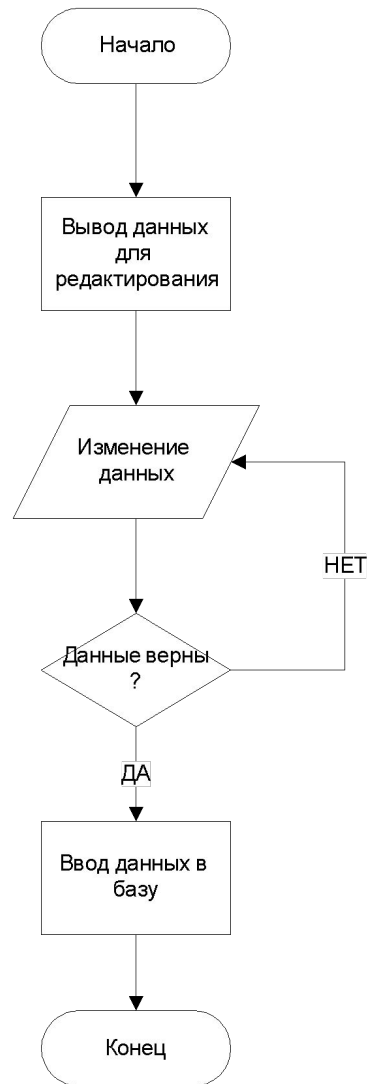 Начало
Вывод данных
для
редактирования
Изменение
данных
НЕТ
Данные верны
?
ДА
Ввод данных в
базу
Конец